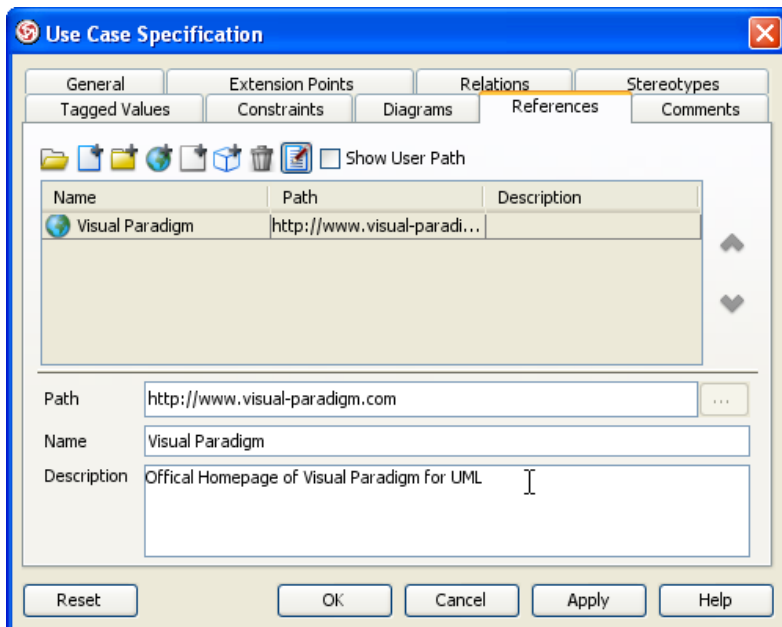 Use Case Specification
General Extension Points Relations Stereotypes
Tagged Values Constraints Diagrams References Comments
Show User Path
Name Path Description
Visual Paradigm http://www.visual-paradi...
Path http://www.visual-paradigm.com ...
Name Visual Paradigm
Description Offical Homepage of Visual Paradigm for UML
Reset OK Cancel Apply Help